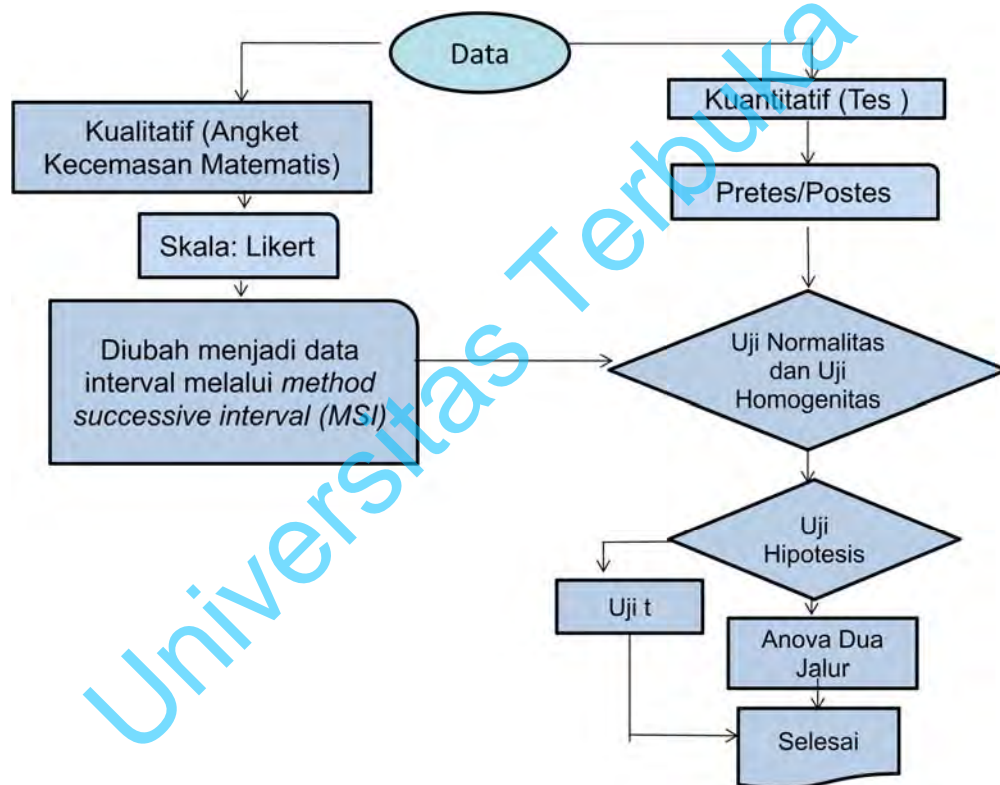 Data
Kualitatif (Angket
Kecemasan Matematis)
Skala: Likert
Diubah menjadi data
interval melalui method
successive interval (MSI)
Kuantitatif (Tes )
Pretes/Postes
Uji Normalitas
dan Uji
Homogenitas
Uji
Hipotesis
Uji t
Anova Dua
Jalur
Selesai
Universitas Terbuka